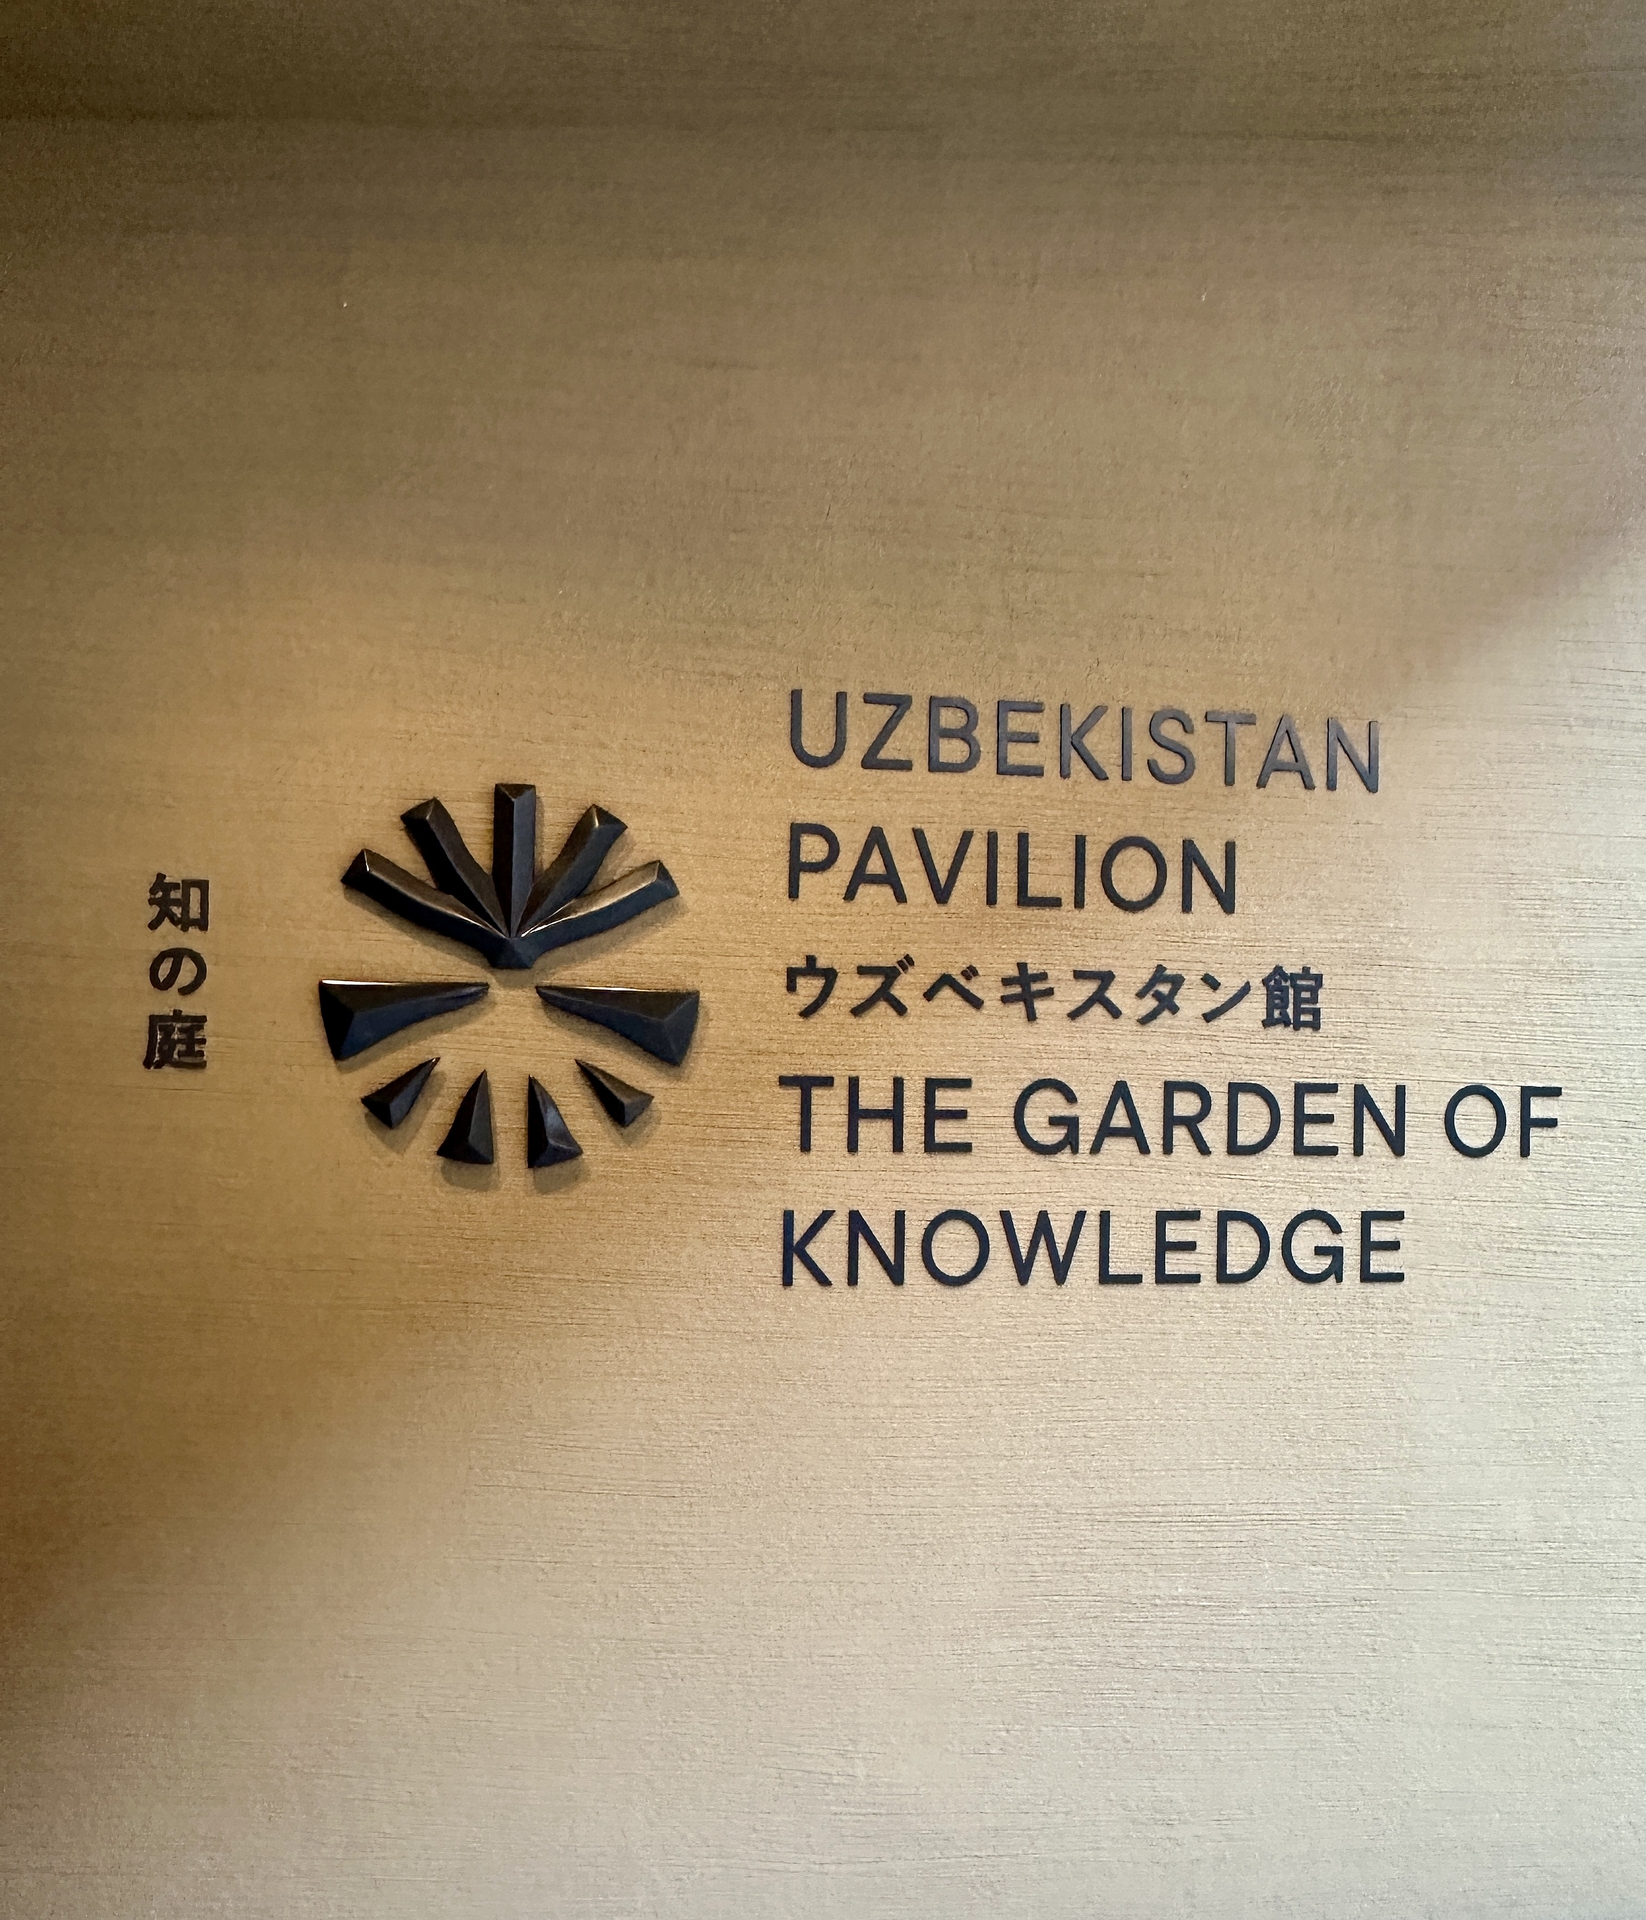 知の庭
UZBEKISTAN
PAVILION
ウズベキスタン館
THE GARDEN OF
KNOWLEDGE